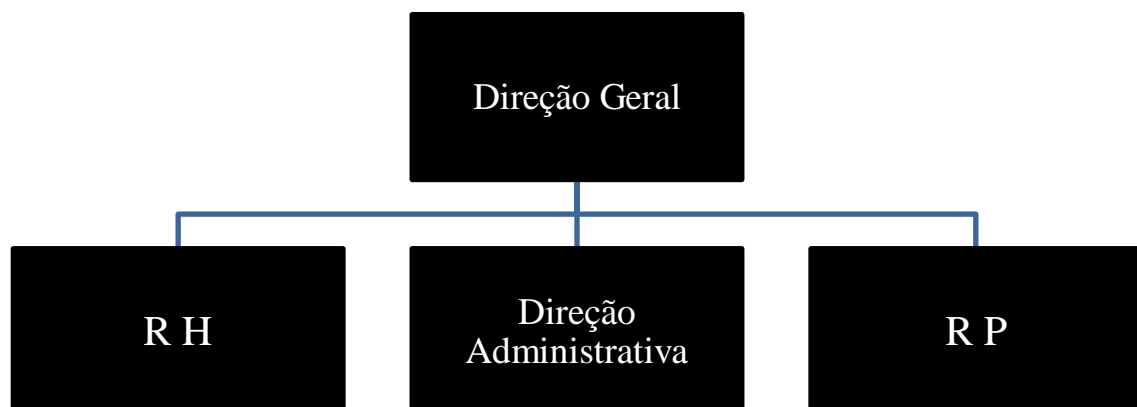 Direção Geral
R H
Direção
Administrativa
R P